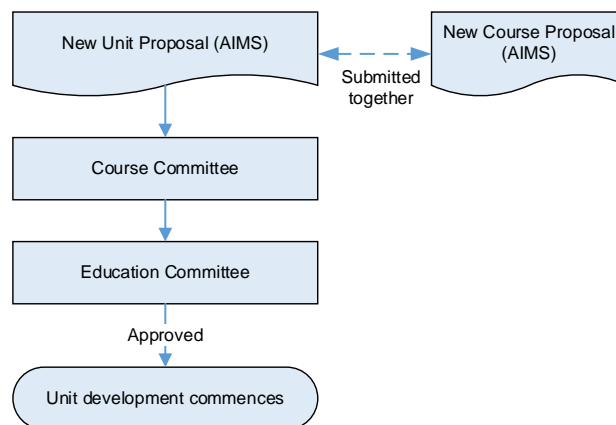 New Unit Proposal (AIMS)
New Course Proposal
(AIMS)
Submitted
together
Course Committee
Education Committee
Approved
Unit development commences